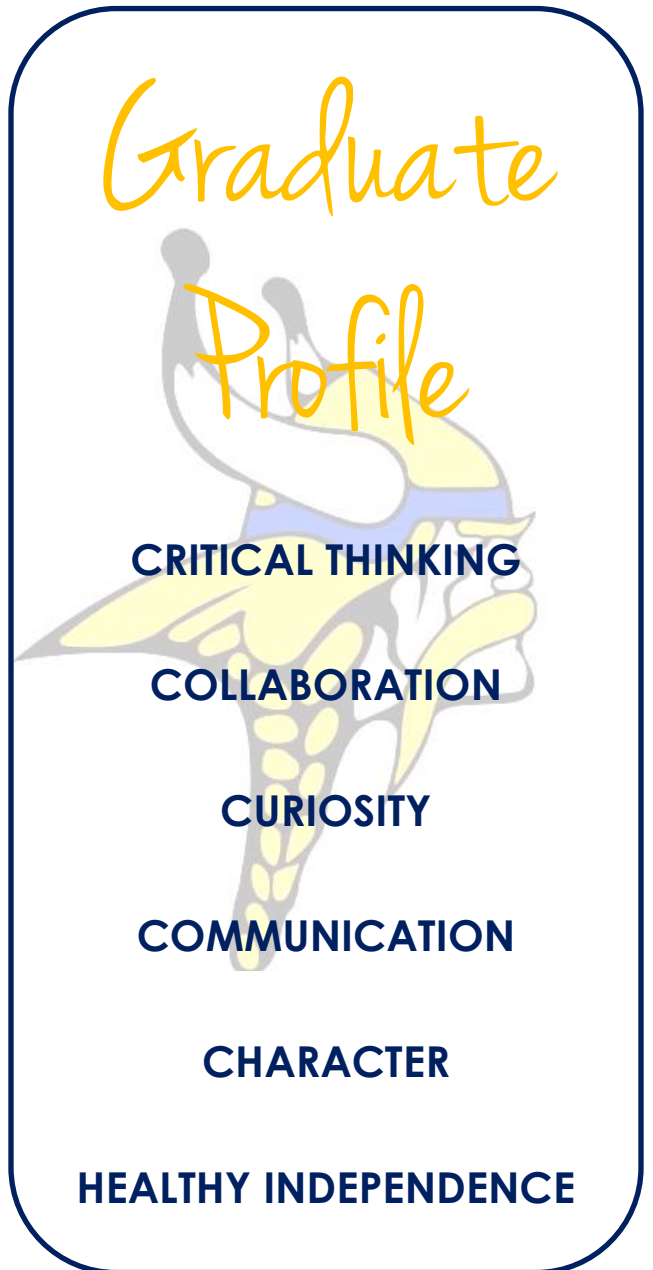 Graduate
Profile
CRITICAL THINKING
COLLABORATION
CURIOSITY
COMMUNICATION
CHARACTER
HEALTHY INDEPENDENCE